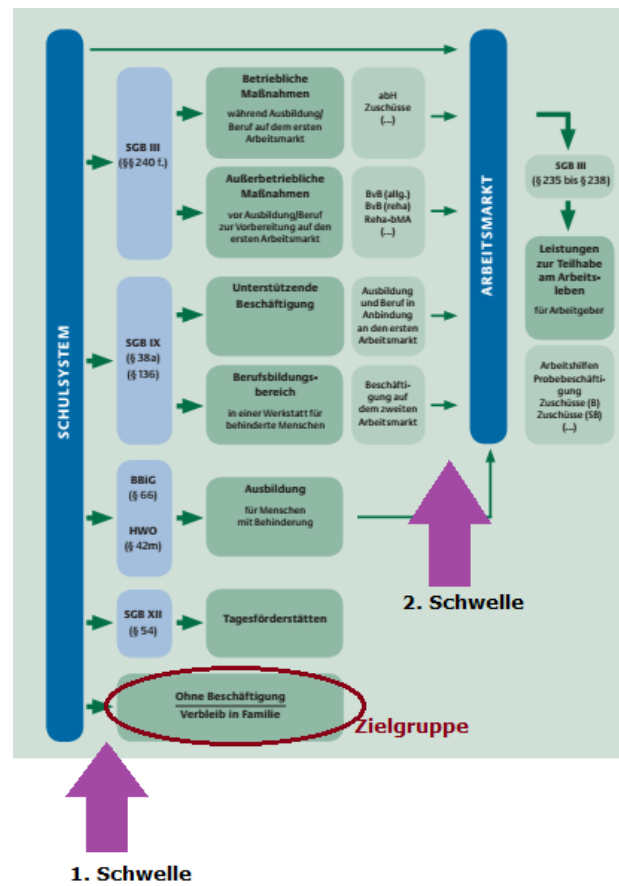 SCHULSYSTEM
SGB III
(§§ 240 f.)
Betriebliche
Maßnahmen
während Ausbildung/
Beruf auf dem ersten
Arbeitsmarkt
abH
Zuschüsse
(...)
Außerbetriebliche
Maßnahmen
vor Ausbildung/Beruf
zur Vorbereitung auf den
ersten Arbeitsmarkt
BvB (allg.)
BvB (reha)
Reha-bMA
(...)
SGB IX
(§ 38a)
(§ 136)
Unterstützende
Beschäftigung
Ausbildung
und Beruf in
Anbindung
an den ersten
Arbeitsmarkt
Berufsbildungs-
bereich
in einer Werkstatt für
behinderte Menschen
Beschäfti-
gung auf
dem zweiten
Arbeitsmarkt
BBiG
(§ 66)
HWO
(§ 42m)
Ausbildung
für Menschen
mit Behinderung
SGB XII
(§ 54)
Tagesförderstätten
Ohne Beschäftigung
Verbleib in Familie
Zielgruppe
ARBEITSMARKT
SGB III
(§ 235 bis § 238)
Leistungen
zur Teilhabe
am Arbeits-
leben
für Arbeitgeber
Arbeitshilfen
Probebeschäfti-
gung
Zuschüsse (B)
Zuschüsse (SB)
(...)
2. Schwelle
1. Schwelle